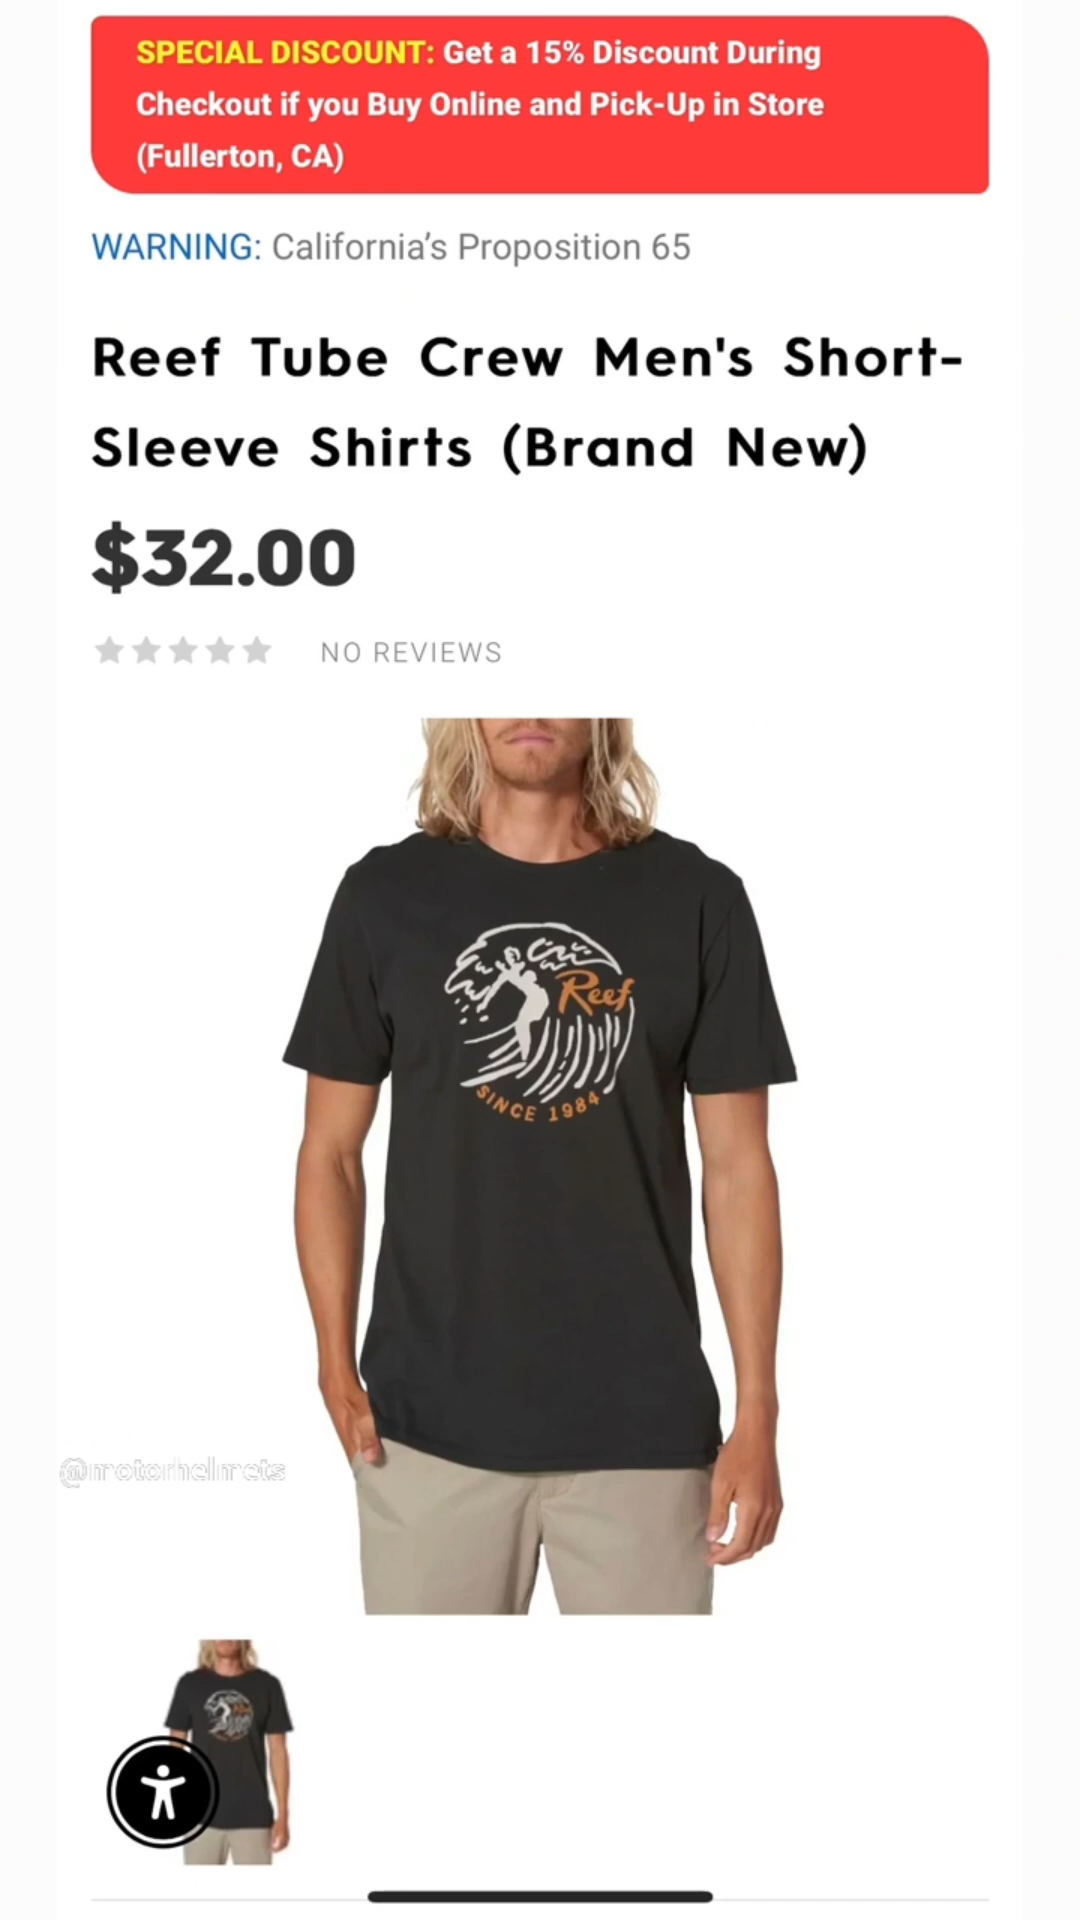 SPECIAL DISCOUNT: Get a 15% Discount During
Checkout if you Buy Online and Pick-Up in Store
(Fullerton, CA)
WARNING: California’s Proposition 65
Reef Tube Crew Men's Short-
Sleeve Shirts (Brand New)
$32.00
NO REVIEWS
Reef
SINCE 1984
@motorhelmets